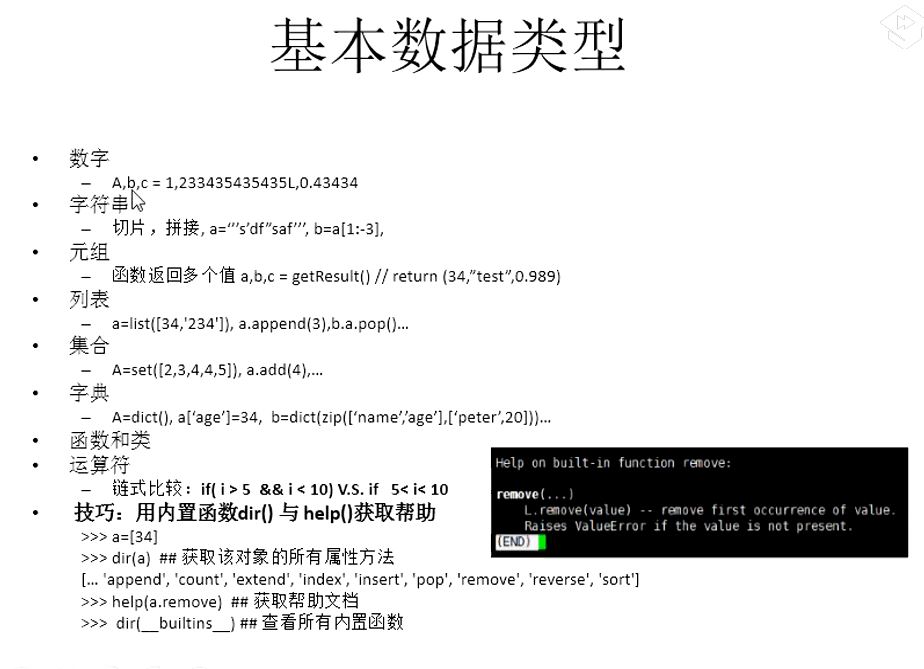 基本数据类型
• 数字
– A,b,c = 1,233435435435L,0.43434
• 字符串
– 切片，拼接, a=‘’’s’df”saf’’’, b=a[1:-3],
• 元组
– 函数返回多个值 a,b,c = getResult() // return (34,”test”,0.989)
• 列表
– a=list([34,'234']), a.append(3),b.a.pop()…
• 集合
– A=set([2,3,4,4,5]), a.add(4),…
• 字典
– A=dict(), a[‘age’]=34, b=dict(zip([‘name’,’age’],[‘peter’,20]))…
• 函数和类
• 运算符
– 链式比较：if( i > 5 && i < 10) V.S. if 5< i< 10
• 技巧：用内置函数dir() 与 help()获取帮助
>>> a=[34]
>>> dir(a) ## 获取该对象的所有属性方法
[… 'append', 'count', 'extend', 'index', 'insert', 'pop', 'remove', 'reverse', 'sort']
>>> help(a.remove) ## 获取帮助文档
>>> dir(__builtins__) ## 查看所有内置函数
Help on built-in function remove:
remove(...)
L.remove(value) -- remove first occurrence of value.
Raises ValueError if the value is not present.
(END)